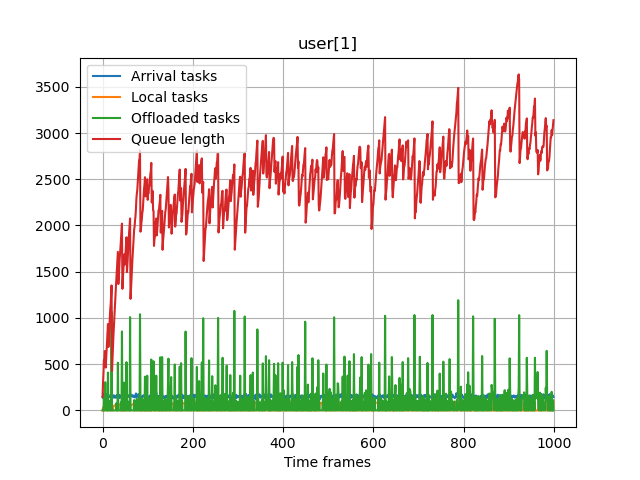 user[1]
Arrival tasks
Local tasks
Offloaded tasks
Queue length
3500
3000
2500
2000
1500
1000
500
0
0 200 400 600 800 1000
Time frames